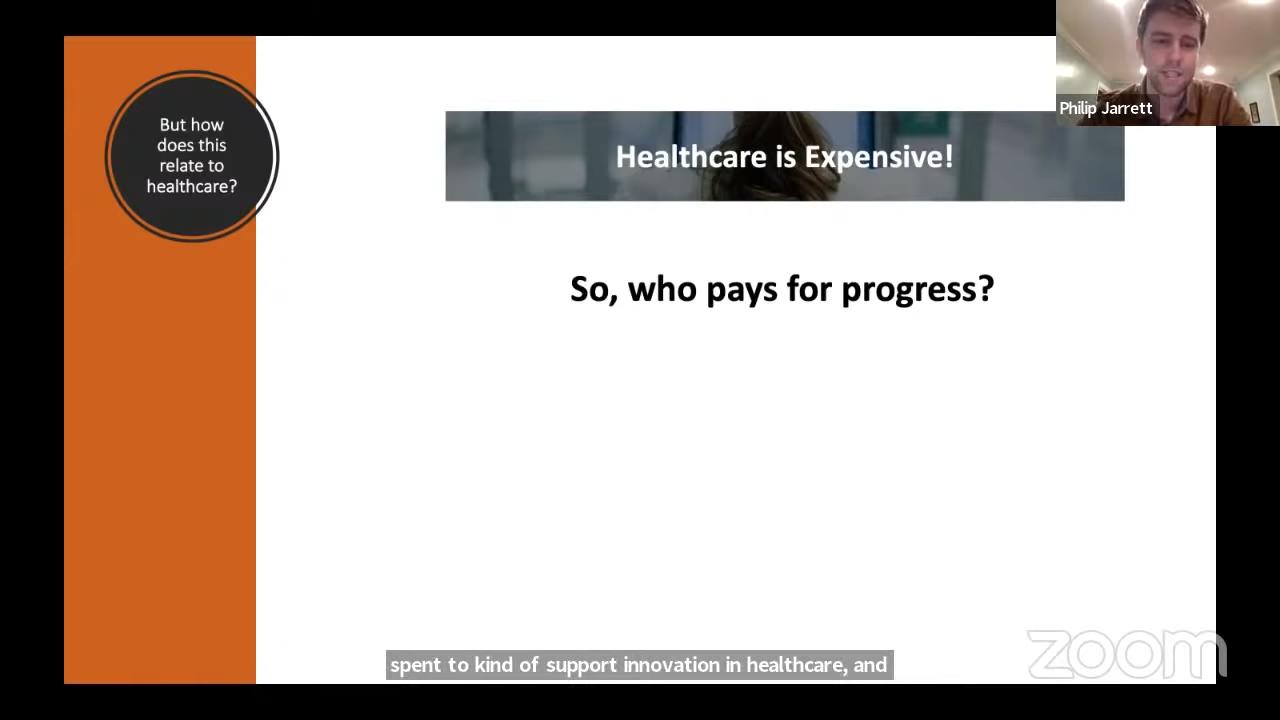 But how
does this
relate to
healthcare?
Healthcare is Expensive!
Philip Jarrett
So, who pays for progress?
spent to kind of support innovation in healthcare, and
zoom